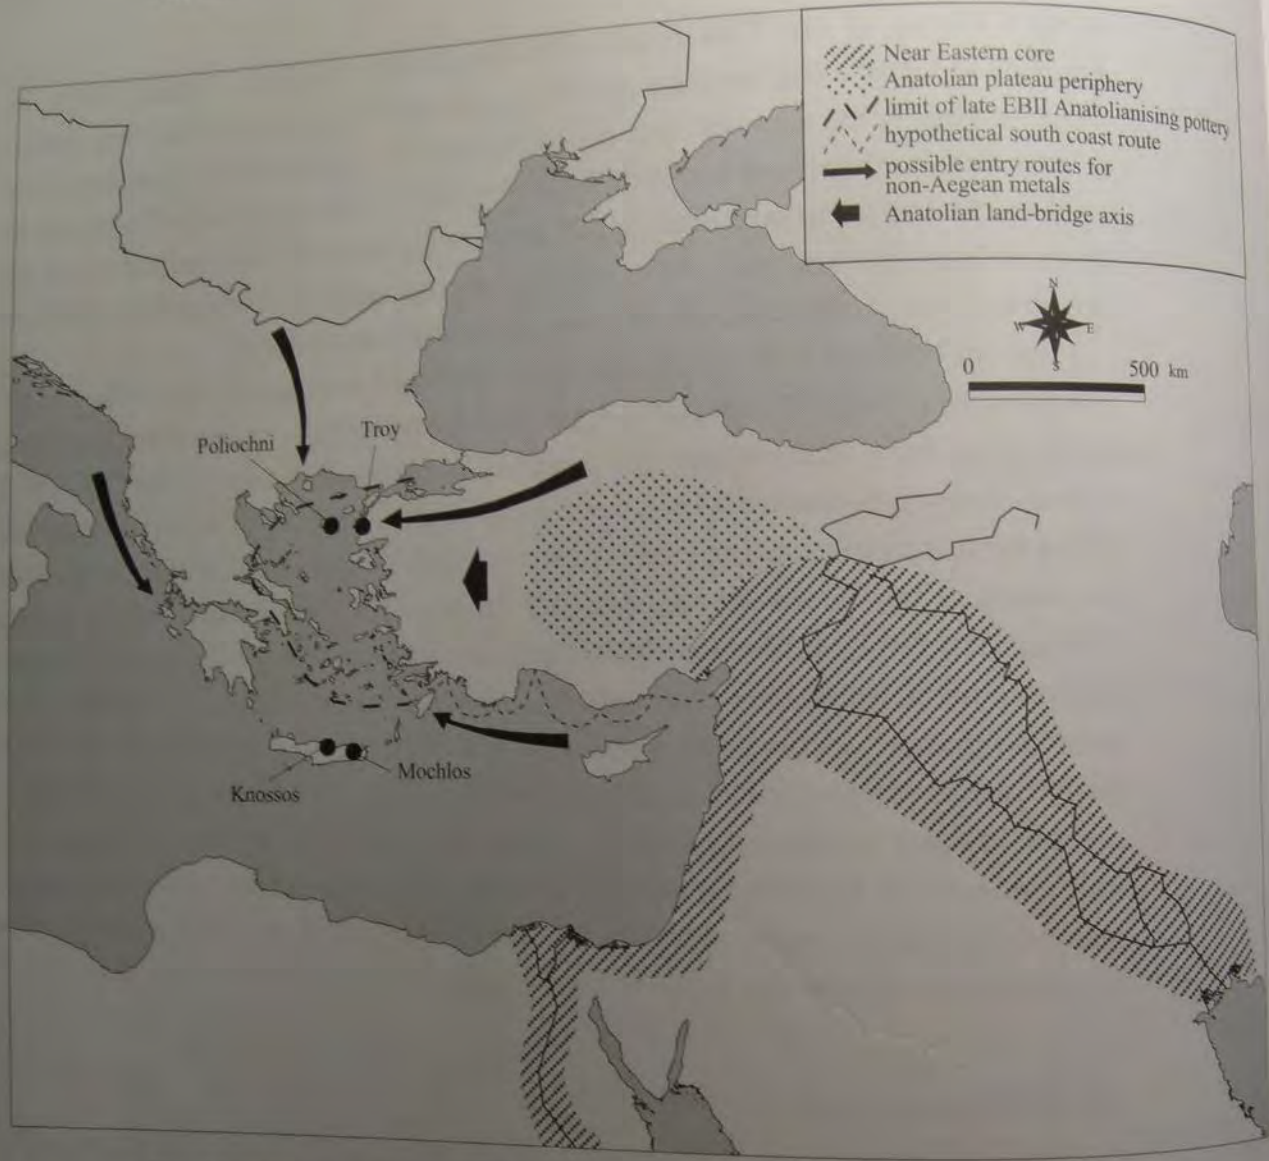 Near Eastern core
Anatolian plateau periphery
limit of late EBII Anatolianising pottery
hypothetical south coast route
possible entry routes for
non-Aegean metals
Anatolian land-bridge axis
N
W E
S
0 500 km
Troy
Poliochni
Mochlos
Knossos